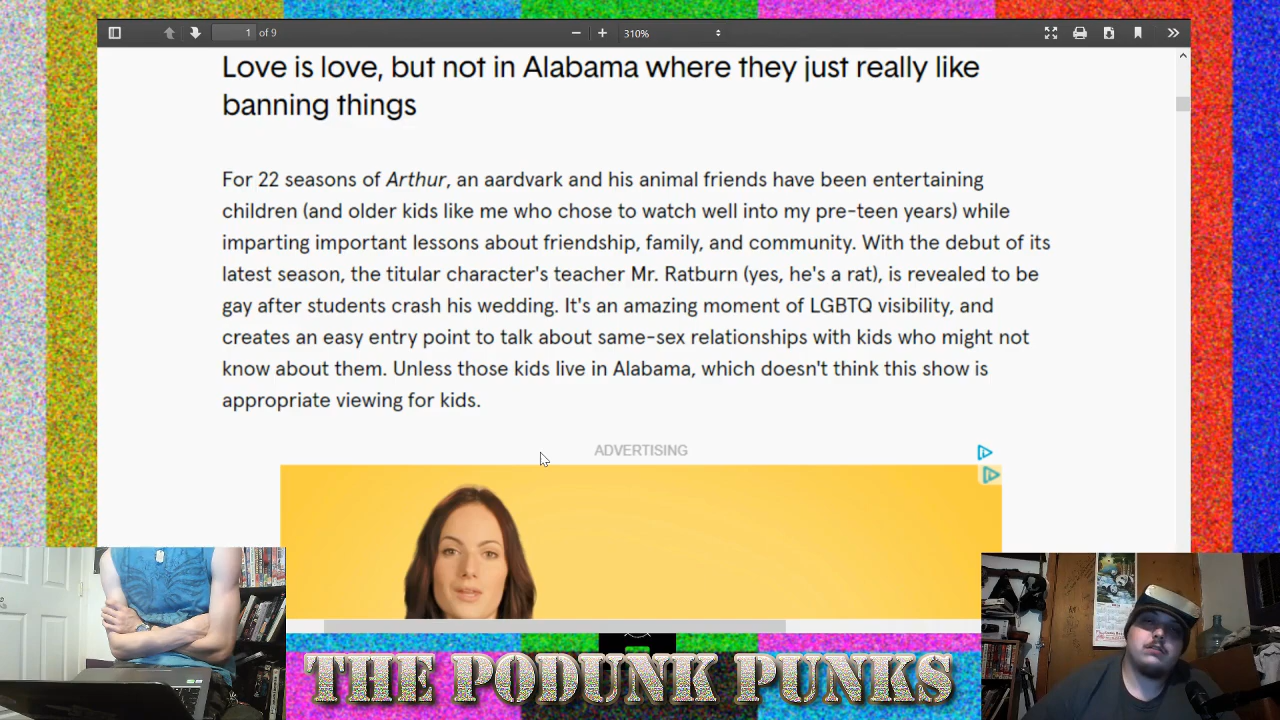 1 of 9
310%
Love is love, but not in Alabama where they just really like
banning things
For 22 seasons of Arthur, an aardvark and his animal friends have been entertaining
children (and older kids like me who chose to watch well into my pre-teen years) while
imparting important lessons about friendship, family, and community. With the debut of its
latest season, the titular character's teacher Mr. Ratburn (yes, he's a rat), is revealed to be
gay after students crash his wedding. It's an amazing moment of LGBTQ visibility, and
creates an easy entry point to talk about same-sex relationships with kids who might not
know about them. Unless those kids live in Alabama, which doesn't think this show is
appropriate viewing for kids.
ADVERTISING
THE PODUNK PUNKS